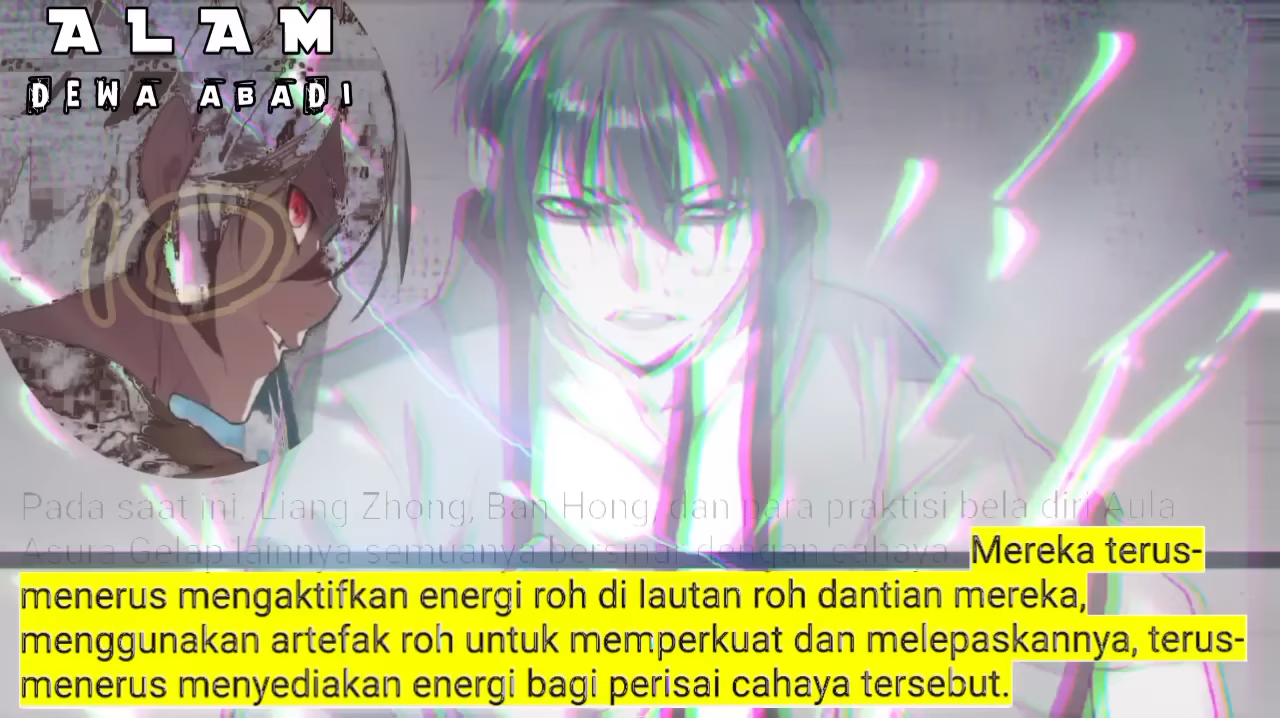 ALAM
DEWA ABADI
10
Pada saat ini, Liang Zhong, Ban Hong, dan para praktisi bela diri Aula
Asura Gelap lainnya semuanya bersinar dengan cahaya. Mereka terus-
menerus mengaktifkan energi roh di lautan roh dantian mereka,
menggunakan artefak roh untuk memperkuat dan melepaskannya, terus-
menerus menyediakan energi bagi perisai cahaya tersebut.